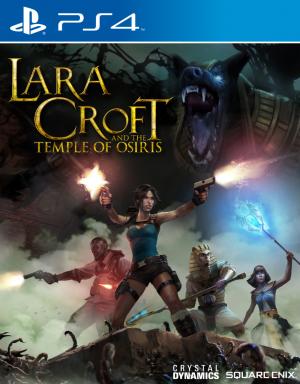 PS4
LARA
CROFT
AND THE
TEMPLE OF OSIRIS
CRYSTAL
DYNAMICS
SQUARE ENIX